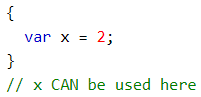 {
  var x = 2;
}
// x CAN be used here